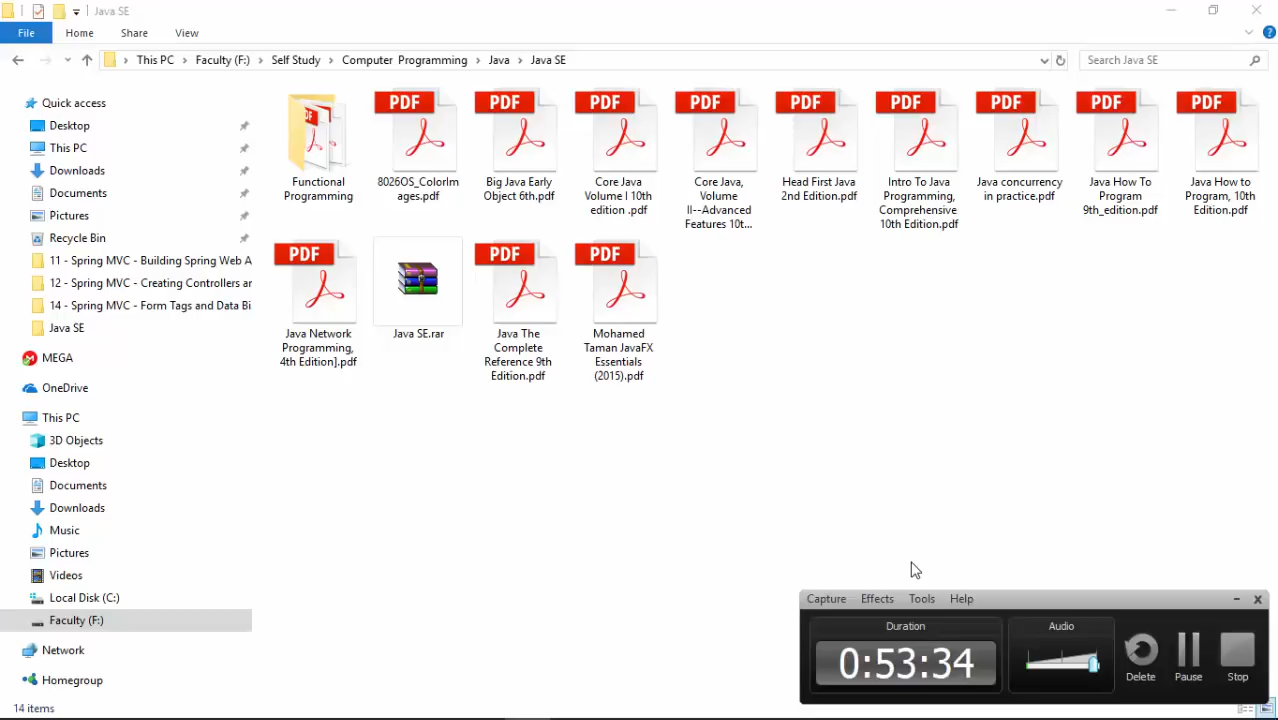 Java SE
File Home Share View
This PC Faculty (F:) Self Study Computer Programming Java Java SE
Search Java SE
Quick access
Desktop
This PC
Downloads
Documents
Pictures
Recycle Bin
11 - Spring MVC - Building Spring Web A
12 - Spring MVC - Creating Controllers ar
14 - Spring MVC - Form Tags and Data Bi
Java SE
MEGA
OneDrive
This PC
3D Objects
Desktop
Documents
Downloads
Music
Pictures
Videos
Local Disk (C:)
Faculty (F:)
Network
Homegroup
14 items
PDF PDF PDF PDF PDF PDF PDF PDF PDF
Functional
Programming
8026OS_ColorIm
ages.pdf
Big Java Early
Object 6th.pdf
Core Java
Volume I 10th
edition .pdf
Core Java,
Volume
II--Advanced
Features 10t...
Head First Java
2nd Edition.pdf
Intro To Java
Programming,
Comprehensive
10th Edition.pdf
Java concurrency
in practice.pdf
Java How To
Program
9th_edition.pdf
Java How to
Program, 10th
Edition.pdf
PDF PDF PDF
Java Network
Programming,
4th Edition].pdf
Java SE.rar
Java The
Complete
Reference 9th
Edition.pdf
Mohamed
Taman JavaFX
Essentials
(2015).pdf
Capture Effects Tools Help
Duration
0:53:34
Audio
Delete
Pause
Stop